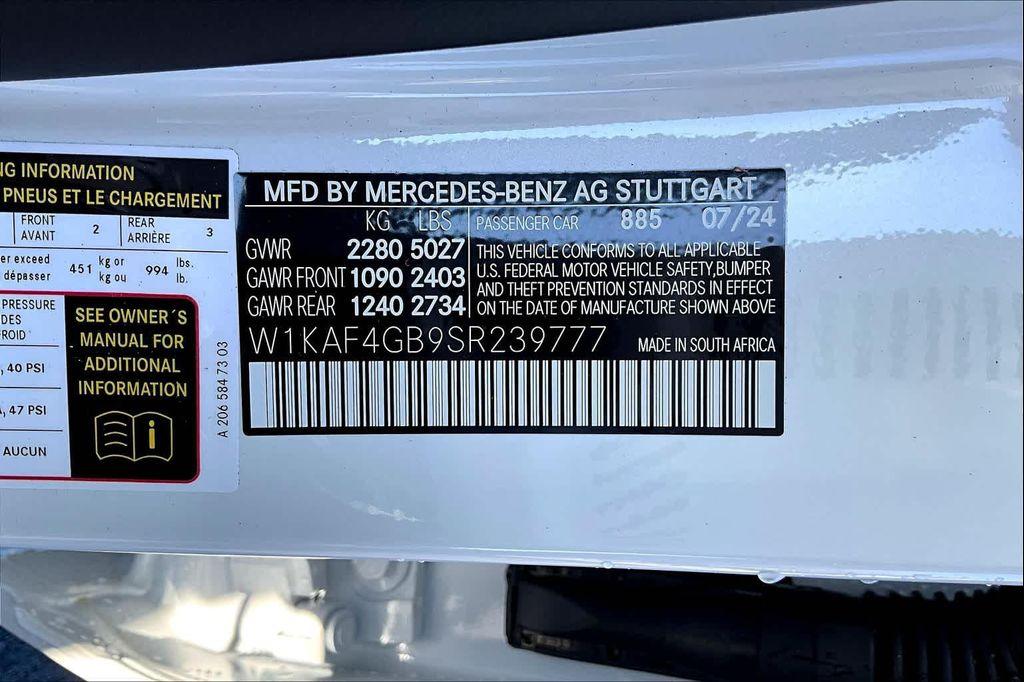 NG INFORMATION
PNEUS ET LE CHARGEMENT
FRONT
AVANT
2
REAR
ARRIÈRE
3
er exceed
dépasser
451
kg or
kg ou
994
lbs.
lb.
PRESSURE
DES
FROID
, 40 PSI
, 47 PSI
AUCUN
SEE OWNER´S
MANUAL FOR
ADDITIONAL
INFORMATION
A 206 584 73 03
MFD BY MERCEDES-BENZ AG STUTTGART
KG LBS PASSENGER CAR 885 07/24
GVWR 2280 5027
GAWR FRONT 1090 2403
GAWR REAR 1240 2734
THIS VEHICLE CONFORMS TO ALL APPLICABLE
U.S. FEDERAL MOTOR VEHICLE SAFETY,BUMPER
AND THEFT PREVENTION STANDARDS IN EFFECT
ON THE DATE OF MANUFACTURE SHOWN ABOVE
W1KAF4GB9SR239777 MADE IN SOUTH AFRICA